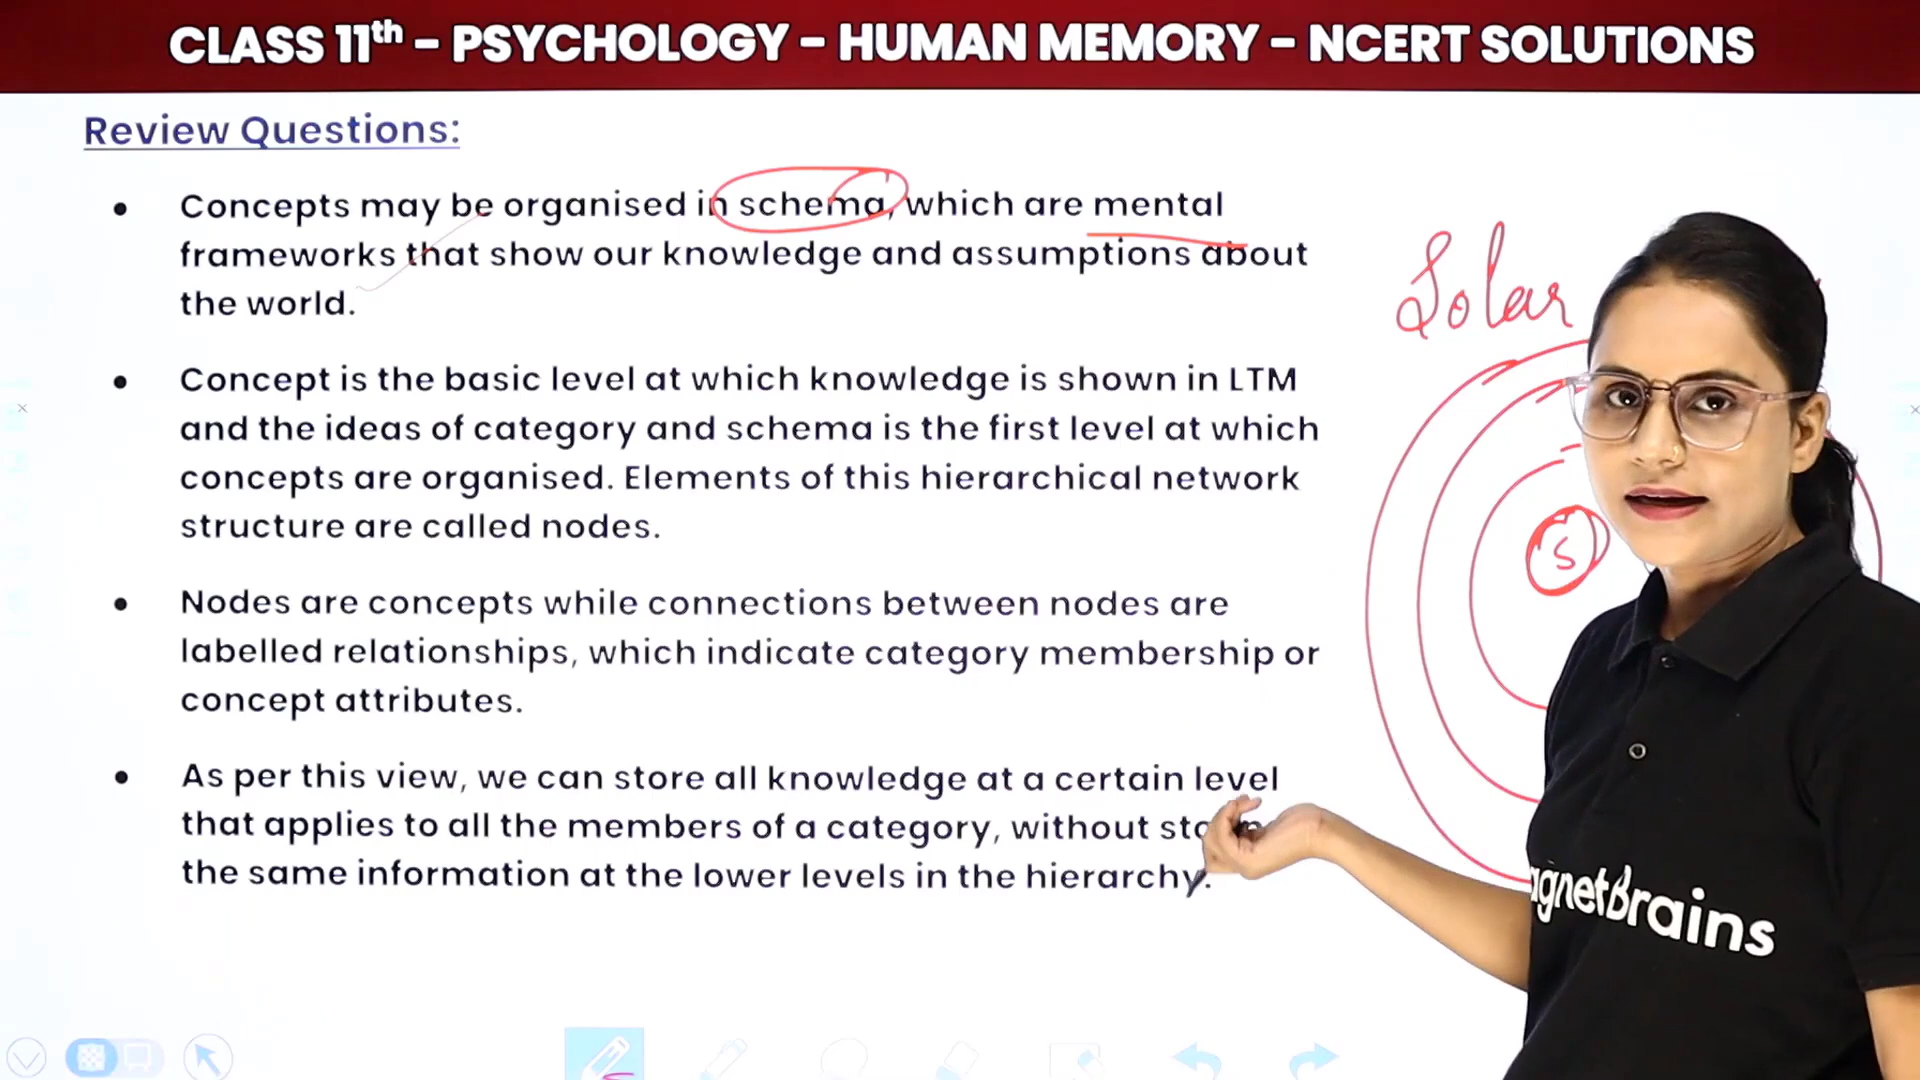 CLASS 11th – PSYCHOLOGY – HUMAN MEMORY – NCERT SOLUTIONS
Review Questions:
• Concepts may be organised in schema, which are mental
frameworks that show our knowledge and assumptions about
the world.
• Concept is the basic level at which knowledge is shown in LTM
and the ideas of category and schema is the first level at which
concepts are organised. Elements of this hierarchical network
structure are called nodes.
• Nodes are concepts while connections between nodes are
labelled relationships, which indicate category membership or
concept attributes.
• As per this view, we can store all knowledge at a certain level
that applies to all the members of a category, without
the same information at the lower levels in the hierarchy.
Solar
S
agnetBrains